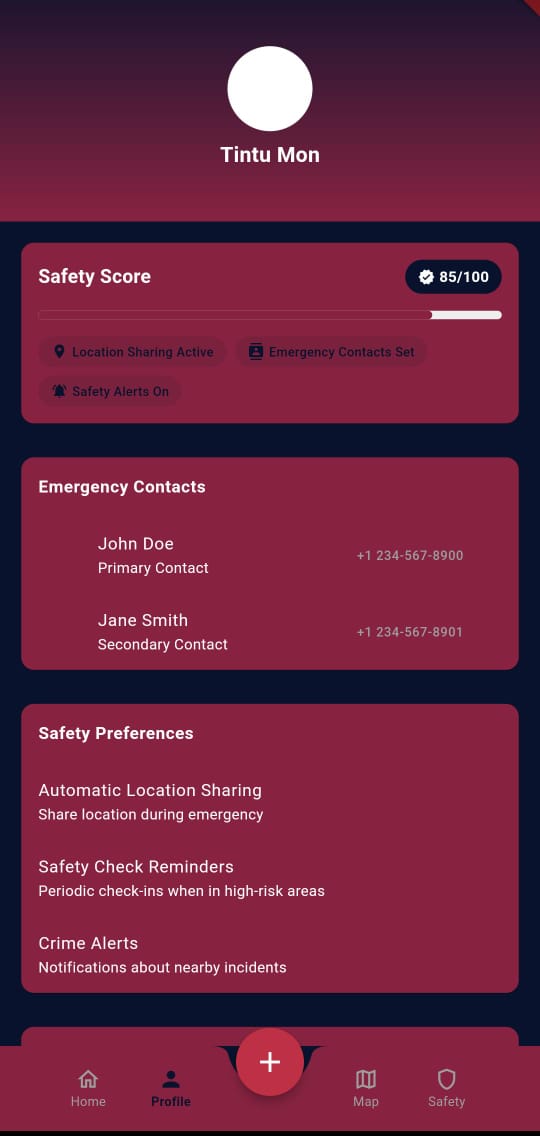 Tintu Mon
Safety Score
85/100
Location Sharing Active
Emergency Contacts Set
Safety Alerts On
Emergency Contacts
John Doe
Primary Contact
+1 234-567-8900
Jane Smith
Secondary Contact
+1 234-567-8901
Safety Preferences
Automatic Location Sharing
Share location during emergency
Safety Check Reminders
Periodic check-ins when in high-risk areas
Crime Alerts
Notifications about nearby incidents
Home
Profile
Map
Safety